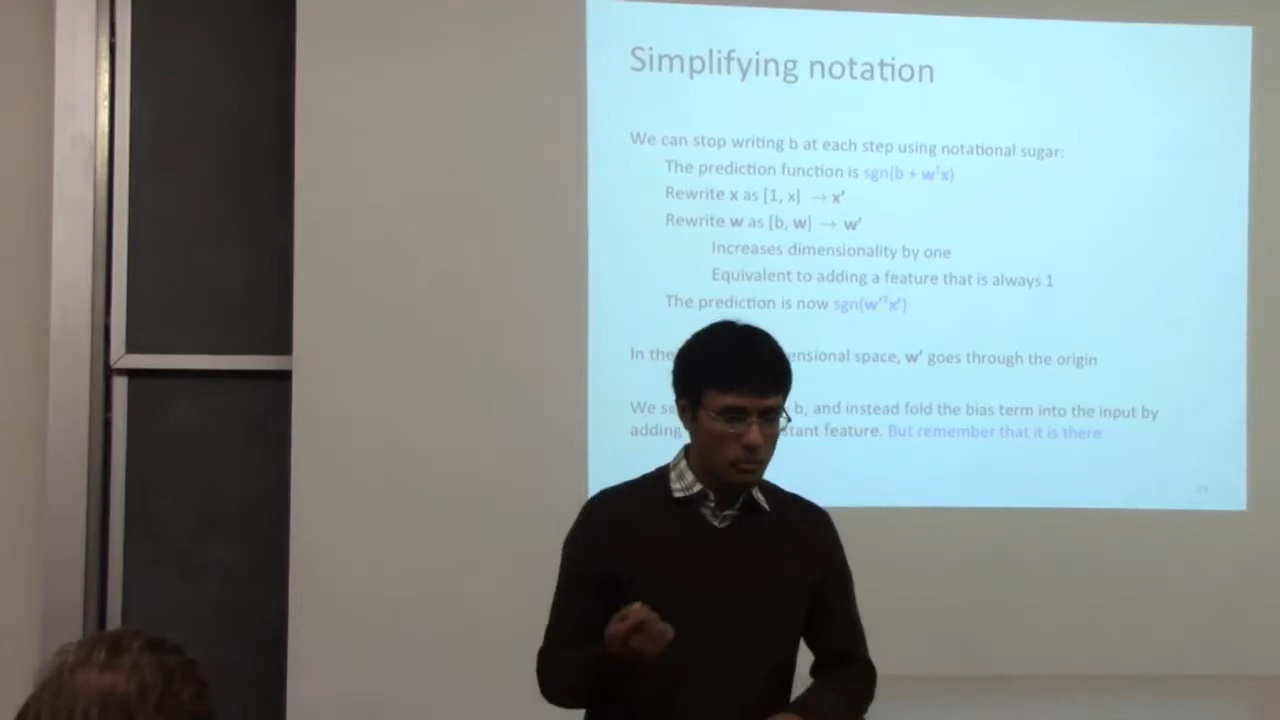 Simplifying notation
We can stop writing b at each step using notational sugar:
The prediction function is sgn(b + wᵀx)
Rewrite x as [1, x] → x′
Rewrite w as [b, w] → w′
Increases dimensionality by one
Equivalent to adding a feature that is always 1
The prediction is now sgn(w′ᵀx′)
In the ensional space, w′ goes through the origin
We b, and instead fold the bias term into the input by
adding stant feature. But remember that it is there